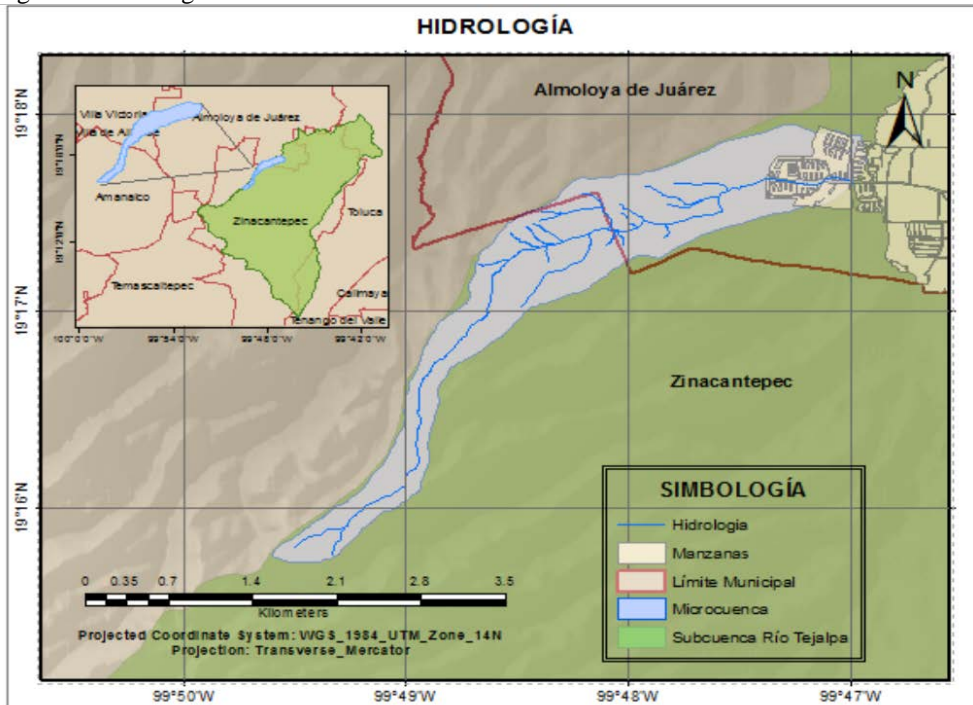 HIDROLOGÍA
Almoloya de Juárez
N
19°18'N
19°17'N
19°16'N
Villa Victoria
Almoloya de Juárez
Amanalco
Zinacantepec
Toluca
Temascaltepec
Calimaya
Tenango del Valle
19°12'0"N
100°0'0"W 99°54'0"W 99°48'0"W 99°42'0"W
Zinacantepec
SIMBOLOGÍA
Hidrologia
Manzanas
Límite Municipal
Microcuenca
Subcuenca Río Tejalpa
0 0.35 0.7 1.4 2.1 2.8 3.5
Kilometers
Projected Coordinate System: WGS_1984_UTM_Zone_14N
Projection: Transverse_Mercator
99°50'W 99°49'W 99°48'W 99°47'W